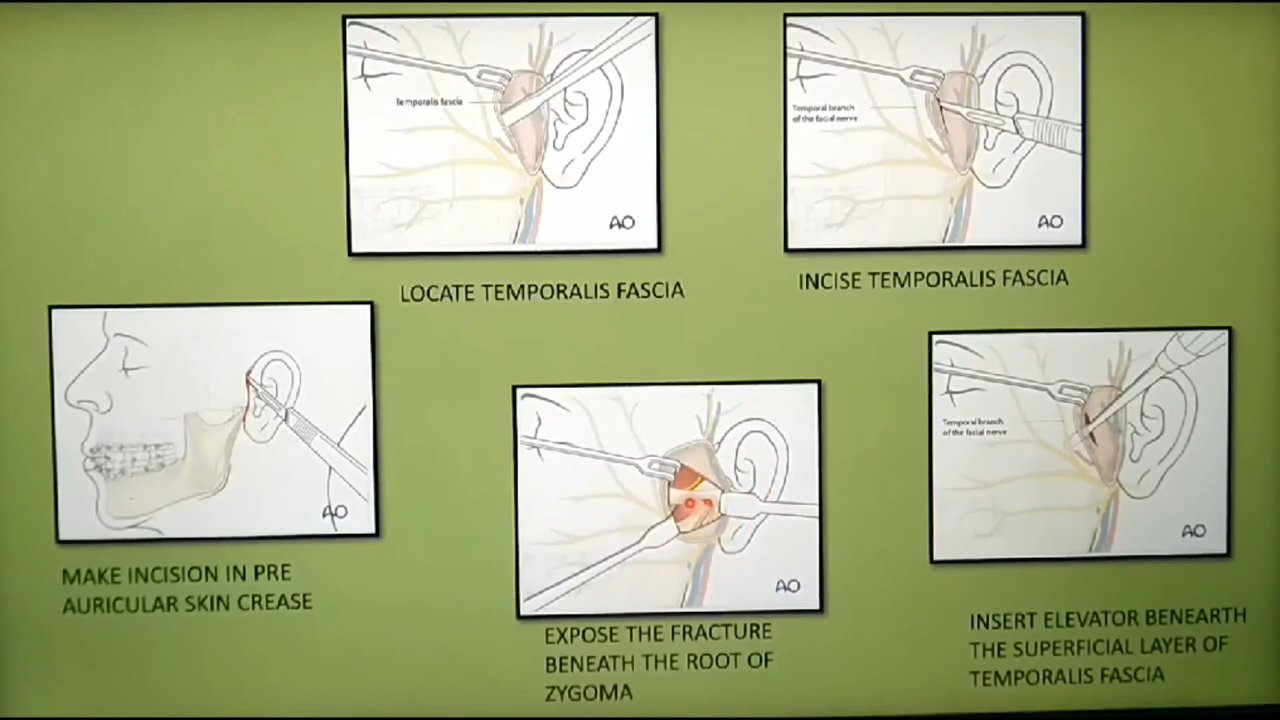 Temporalis fascia
AO
LOCATE TEMPORALIS FASCIA
Temporal branch
of the facial nerve
AO
INCISE TEMPORALIS FASCIA
AO
MAKE INCISION IN PRE
AURICULAR SKIN CREASE
AO
EXPOSE THE FRACTURE
BENEATH THE ROOT OF
ZYGOMA
Temporal branch
of the facial nerve
AO
INSERT ELEVATOR BENEARTH
THE SUPERFICIAL LAYER OF
TEMPORALIS FASCIA